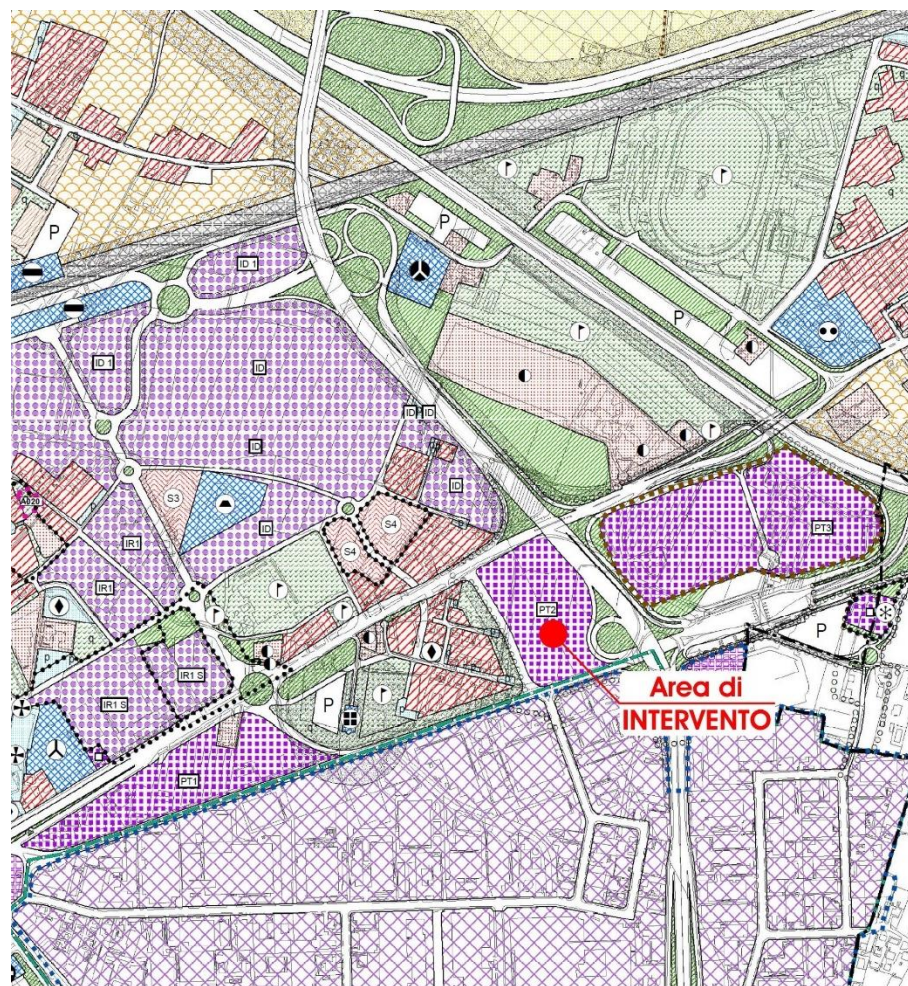 q
q
q
q
P
P
ID 1
ID 1
ID
P
ID
ID
ID
S3
ID
S4
S4
IR1
IR1
A020
PT3
PT2
q
P
IR1 S
IR1 S
P
PT1
Area di
INTERVENTO